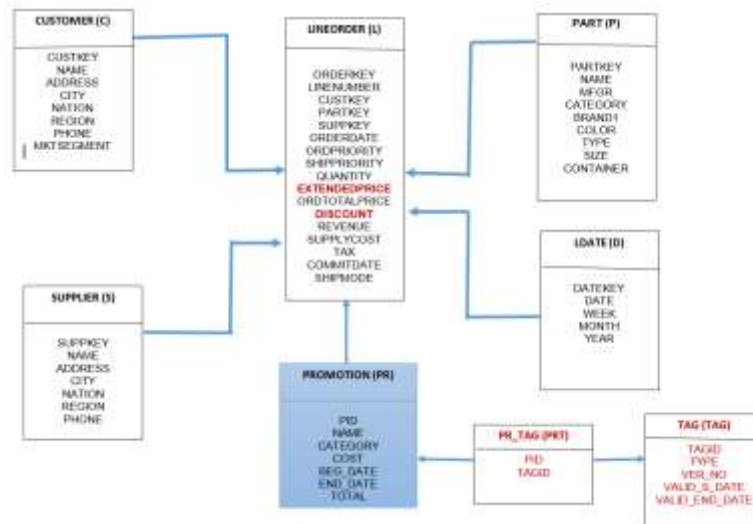 CUSTOMER (C)
CUSTKEY
NAME
ADDRESS
CITY
NATION
REGION
PHONE
MKTSEGMENT
LINEORDER (L)
ORDERKEY
LINENUMBER
CUSTKEY
PARTKEY
SUPPKEY
ORDERDATE
ORDPRIORITY
SHIPPRIORITY
QUANTITY
EXTENDEDPRICE
ORDTOTALPRICE
DISCOUNT
REVENUE
SUPPLYCOST
TAX
COMMITDATE
SHIPMODE
PART (P)
PARTKEY
NAME
MFGR
CATEGORY
BRAND1
COLOR
TYPE
SIZE
CONTAINER
SUPPLIER (S)
SUPPKEY
NAME
ADDRESS
CITY
NATION
REGION
PHONE
LDATE (D)
DATEKEY
DATE
WEEK
MONTH
YEAR
PROMOTION (PR)
PID
NAME
CATEGORY
COST
BEG_DATE
END_DATE
TOTAL
PR_TAG (PKT)
PID
TAGID
TAG (TAG)
TAGID
TYPE
VER_NO
VALID_S_DATE
VALID_END_DATE